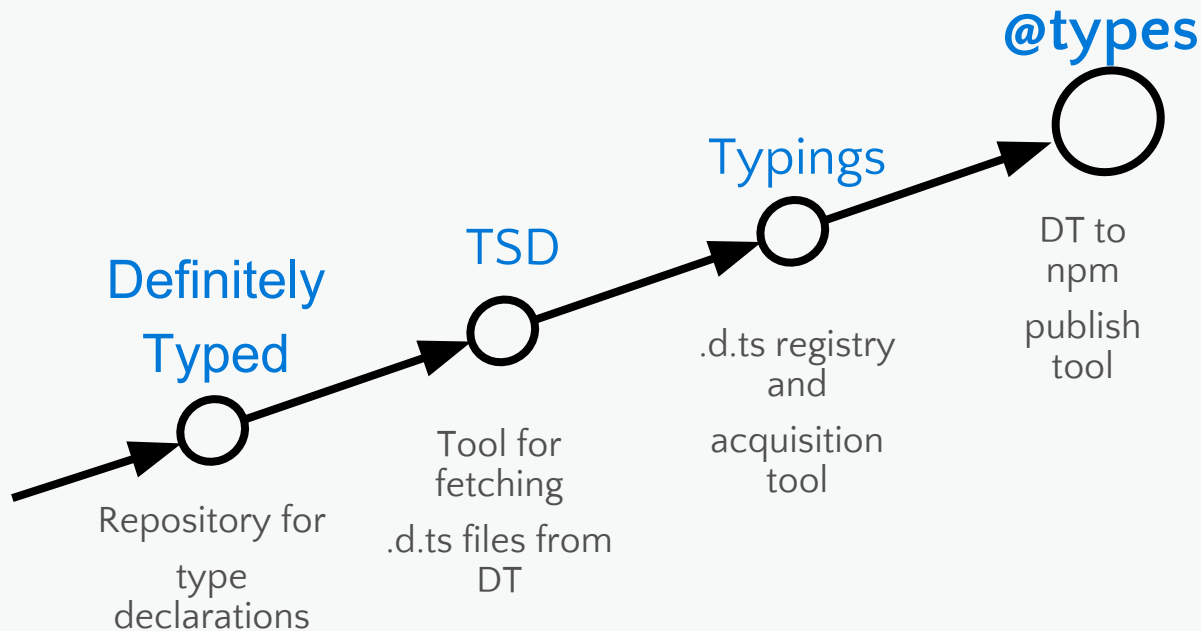 Definitely
Typed
Repository for
type
declarations
TSD
Tool for
fetching
.d.ts files from
DT
Typings
.d.ts registry
and
acquisition
tool
@types
DT to
npm
publish
tool